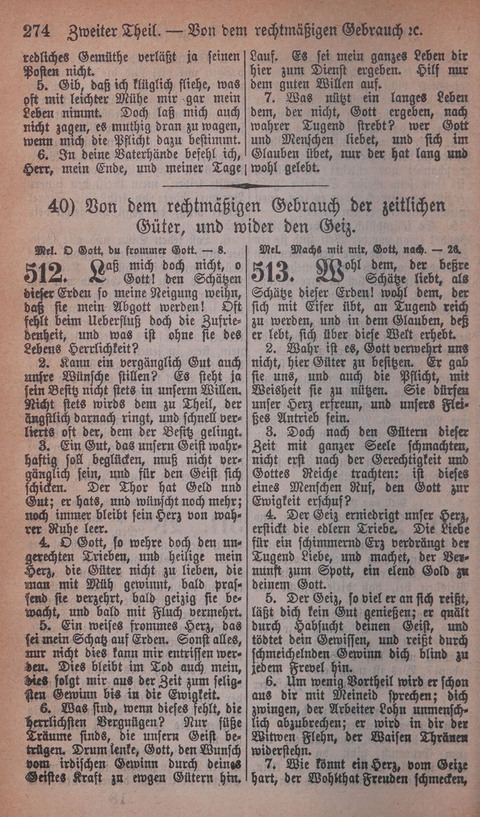 274 Zweiter Theil. — Von dem rechtmäßigen Gebrauch ꝛc.
redliches Gemüthe verläßt ja seinen
Posten nicht.
5. Gib, daß ich klüglich fliehe, was
oft mit leichter Mühe mir gar mein
Leben nimmt. Doch laß mich auch
nicht zagen, es muthig dran zu wagen,
wenn mich die Pflicht dazu bestimmt.
6. In deine Vaterhände befehl ich,
Herr, mein Ende, und meiner Tage
Lauf. Es sei mein ganzes Leben dir
hier zum Dienst ergeben. Hilf nur
dem guten Willen auf.
7. Was nützt ein langes Leben
dem, der nicht, Gott ergeben, nach
wahrer Tugend strebt? wer Gott
und Menschen liebet, und sich im
Glauben übet, nur der hat lang und
wohl gelebt.
40) Von dem rechtmäßigen Gebrauch der zeitlichen
Güter, und wider den Geiz.
Mel. O Gott, du frommer Gott. — 8.
512. Laß mich doch nicht, o
Gott! den Schätzen
dieser Erden so meine Neigung weihn,
daß sie mein Abgott werden! Oft
fehlt beim Ueberfluß doch die Zufrie-
denheit, und was ist ohne sie des
Lebens Herrlichkeit?
2. Kann ein vergänglich Gut auch
unsre Wünsche stillen? Es steht ja
sein Besitz nicht stets in unserm Willen.
Nicht stets wirds dem zu Theil, der
ängstlich darnach ringt, und schnell ver-
lierts oft der, dem der Besitz gelingt.
3. Ein Gut, das unsern Geist wahr-
haftig soll beglücken, muß nicht ver-
gänglich sein, und für den Geist sich
schicken. Der Thor hat Geld und
Gut; er hats, und wünscht noch mehr;
noch immer bleibt sein Herz von wah-
rer Ruhe leer.
4. O Gott, so wehre doch den un-
gerechten Trieben, und heilige mein
Herz, die Güter nicht zu lieben, die
man mit Müh gewinnt, bald pras-
send sie verzehrt, bald geizig sie be-
wacht, und bald mit Fluch vermehrt.
5. Ein weises frommes Herz, das
sei mein Schatz auf Erden. Sonst alles,
nur nicht dies kann mir entrissen wer-
den. Dies bleibt im Tod auch mein,
dies folgt mir aus der Zeit zum selig-
sten Gewinn bis in die Ewigkeit.
6. Was sind, wenn dieses fehlt, die
herrlichsten Vergnügen? Nur süße
Träume sinds, die unsern Geist be-
trügen. Drum lenke, Gott, den Wunsch
vom irdischen Gewinn durch deines
Geistes Kraft zu ewgen Gütern hin.
Mel. Machs mit mir, Gott, nach. — 26.
513. Wohl dem, der beßre
Schätze liebt, als
Schätze dieser Erden! wohl dem, der
sich mit Eifer übt, an Tugend reich
zu werden, und in dem Glauben, deß
er lebt, sich über diese Welt erhebt.
2. Wahr ist es, Gott verwehrt uns
nicht, hier Güter zu besitzen. Er gab
sie uns, und auch die Pflicht, mit
Weisheit sie zu nützen. Sie dürfen
unser Herz erfreun, und unsers Flei-
ßes Antrieb sein.
3. Doch nach den Gütern dieser
Zeit mit ganzer Seele schmachten,
nicht erst nach der Gerechtigkeit und
Gottes Reiche trachten: ist dieses
eines Menschen Ruf, den Gott zur
Ewigkeit erschuf?
4. Der Geiz erniedrigt unser Herz,
erstickt die edlern Triebe. Die Liebe
für ein schimmernd Erz verdrängt der
Tugend Liebe, und machet, der Ver-
nunft zum Spott, ein elend Gold zu
deinem Gott.
5. Der Geiz, so viel er an sich reißt,
läßt dich kein Gut genießen; er quält
durch Habsucht deinen Geist, und
tödtet dein Gewissen, und reißt durch
schmeichelnden Gewinn dich blind zu
jedem Frevel hin.
6. Um wenig Vortheil wird er schon
aus dir mit Meineid sprechen; dich
zwingen, der Arbeiter Lohn unmensch-
lich abzubrechen; er wird in dir der
Witwen Flehn, der Waisen Thränen
widerstehn.
7. Wie könnt ein Herz, vom Geize
hart, der Wohlthat Freuden schmecken,